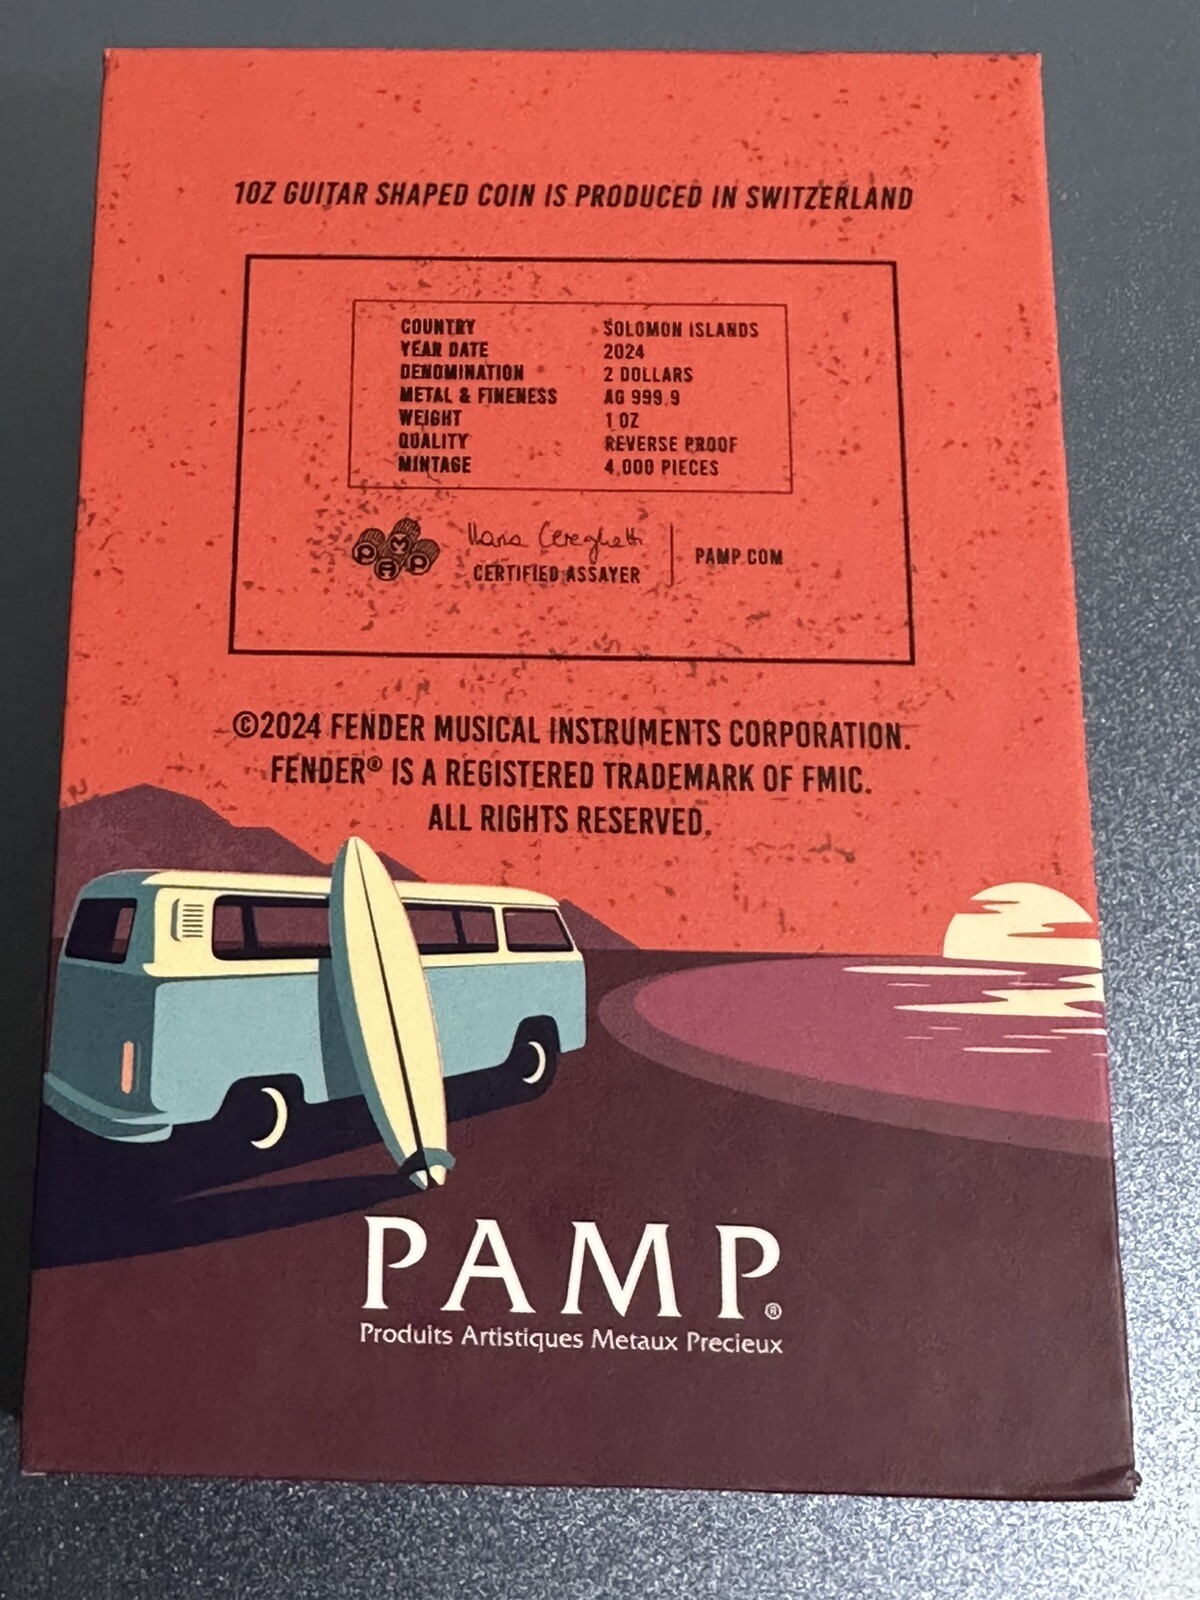 1OZ GUITAR SHAPED COIN IS PRODUCED IN SWITZERLAND
COUNTRY SOLOMON ISLANDS
YEAR DATE 2024
DENOMINATION 2 DOLLARS
METAL & FINENESS AG 999.9
WEIGHT 1 OZ
QUALITY REVERSE PROOF
MINTAGE 4,000 PIECES
P A M P
Cereghetti
CERTIFIED ASSAYER
PAMP.COM
©2024 FENDER MUSICAL INSTRUMENTS CORPORATION.
FENDER® IS A REGISTERED TRADEMARK OF FMIC.
ALL RIGHTS RESERVED.
PAMP®
Produits Artistiques Metaux Precieux